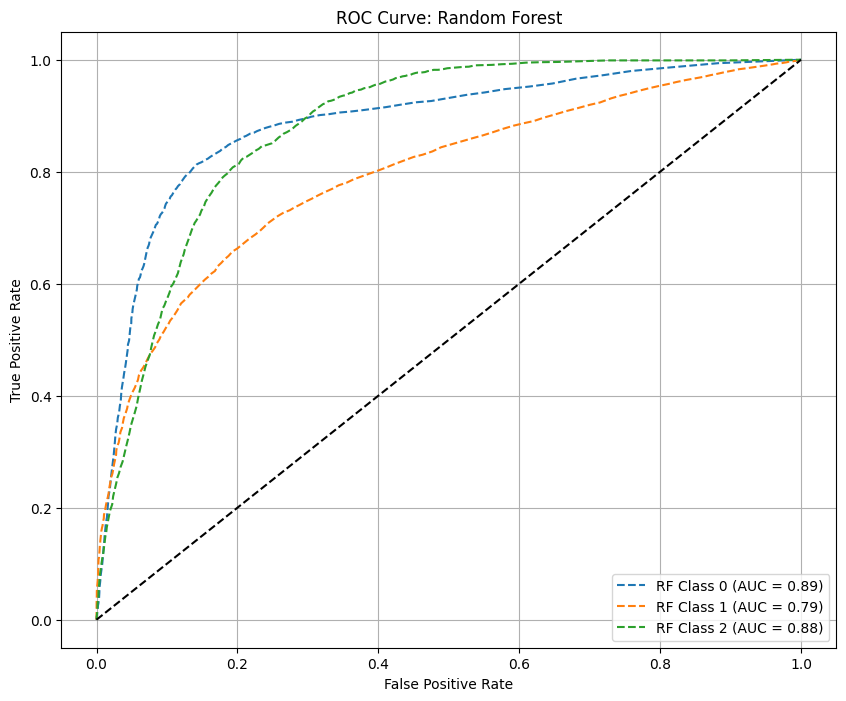 ROC Curve: Random Forest
1.0
0.8
0.6
0.4
0.2
0.0
True Positive Rate
RF Class 0 (AUC = 0.89)
RF Class 1 (AUC = 0.79)
RF Class 2 (AUC = 0.88)
0.0 0.2 0.4 0.6 0.8 1.0
False Positive Rate